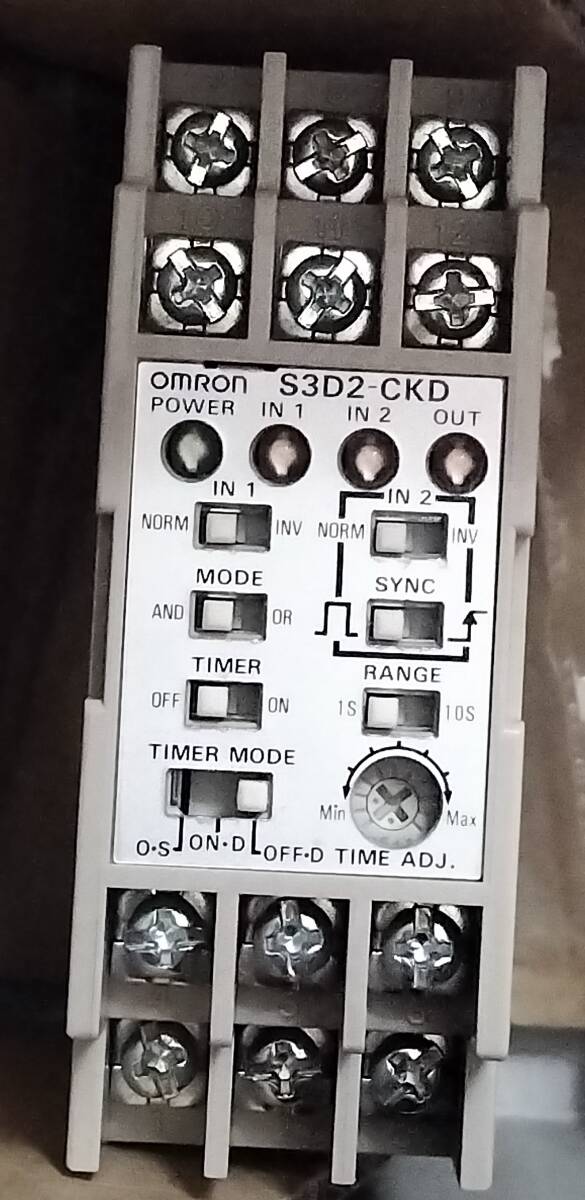 10 11 12
OMRON S3D2-CKD
POWER IN 1 IN 2 OUT
IN 1 IN 2
NORM INV NORM INV
MODE SYNC
AND OR
TIMER RANGE
OFF ON 1S 10S
TIMER MODE
Min Max
O·S ON·D OFF·D TIME ADJ.